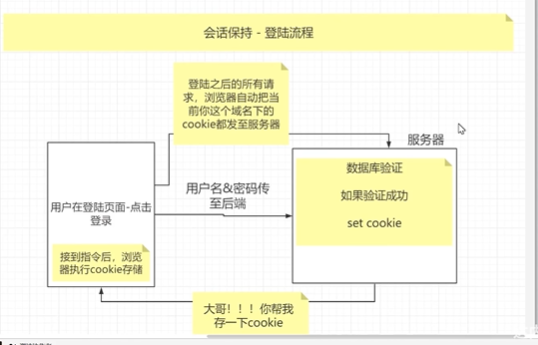 会话保持 - 登陆流程
登陆之后的所有请
求，浏览器自动把当
前你这个域名下的
cookie都发至服务器
服务器
数据库验证
如果验证成功
set cookie
用户名&密码传
至后端
用户在登陆页面-点击
登录
接到指令后，浏览
器执行cookie存储
大哥！！！你帮我
存一下cookie